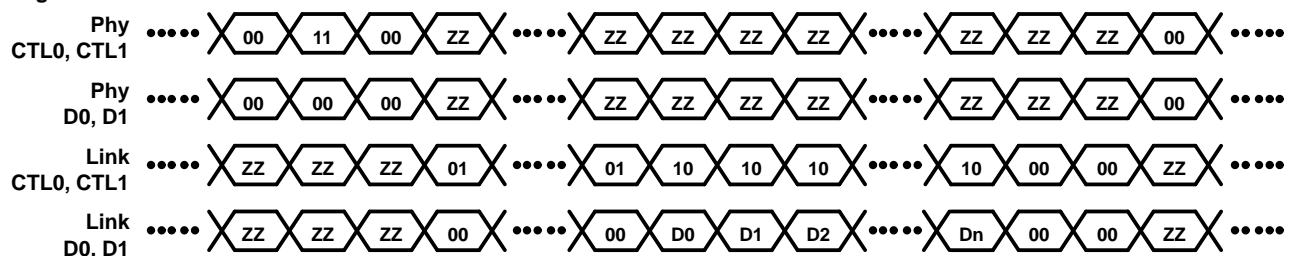 Phy
CTL0, CTL1
00 11 00 ZZ ZZ ZZ ZZ ZZ ZZ ZZ ZZ 00
Phy
D0, D1
00 00 00 ZZ ZZ ZZ ZZ ZZ ZZ ZZ ZZ 00
Link
CTL0, CTL1
ZZ ZZ ZZ 01 01 10 10 10 10 00 00 ZZ
Link
D0, D1
ZZ ZZ ZZ 00 00 D0 D1 D2 Dn 00 00 ZZ